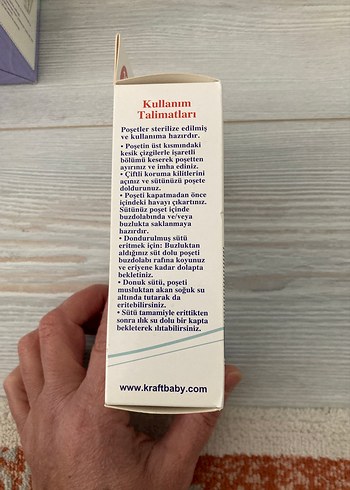 Kullanım
Talimatları
Poşetler sterilize edilmiş
ve kullanıma hazırdır.
• Poşetin üst kısmındaki
kesik çizgilerle işaretli
bölümü keserek poşetten
ayırınız ve imha ediniz.
• Çiftli koruma kilitlerini
açınız ve sütünüzü poşete
doldurunuz.
• Poşeti kapatmadan önce
içindeki havayı çıkartınız.
Sütünüz poşet içinde
buzdolabında ve/veya
buzlukta saklanmaya
hazırdır.
• Dondurulmuş sütü
eritmek için: Buzluktan
aldığımız süt dolu poşeti
buzdolabı rafına koyunuz
ve eriyene kadar dolapta
bekletiniz.
• Donuk sütü, poşeti
musluktan akan soğuk su
altında tutarak da
eritebilirsiniz.
• Sütü tamamiyle erittikten
sonra ılık su dolu bir kapta
bekleterek ılıtabilirsiniz.
www.kraftbaby.com